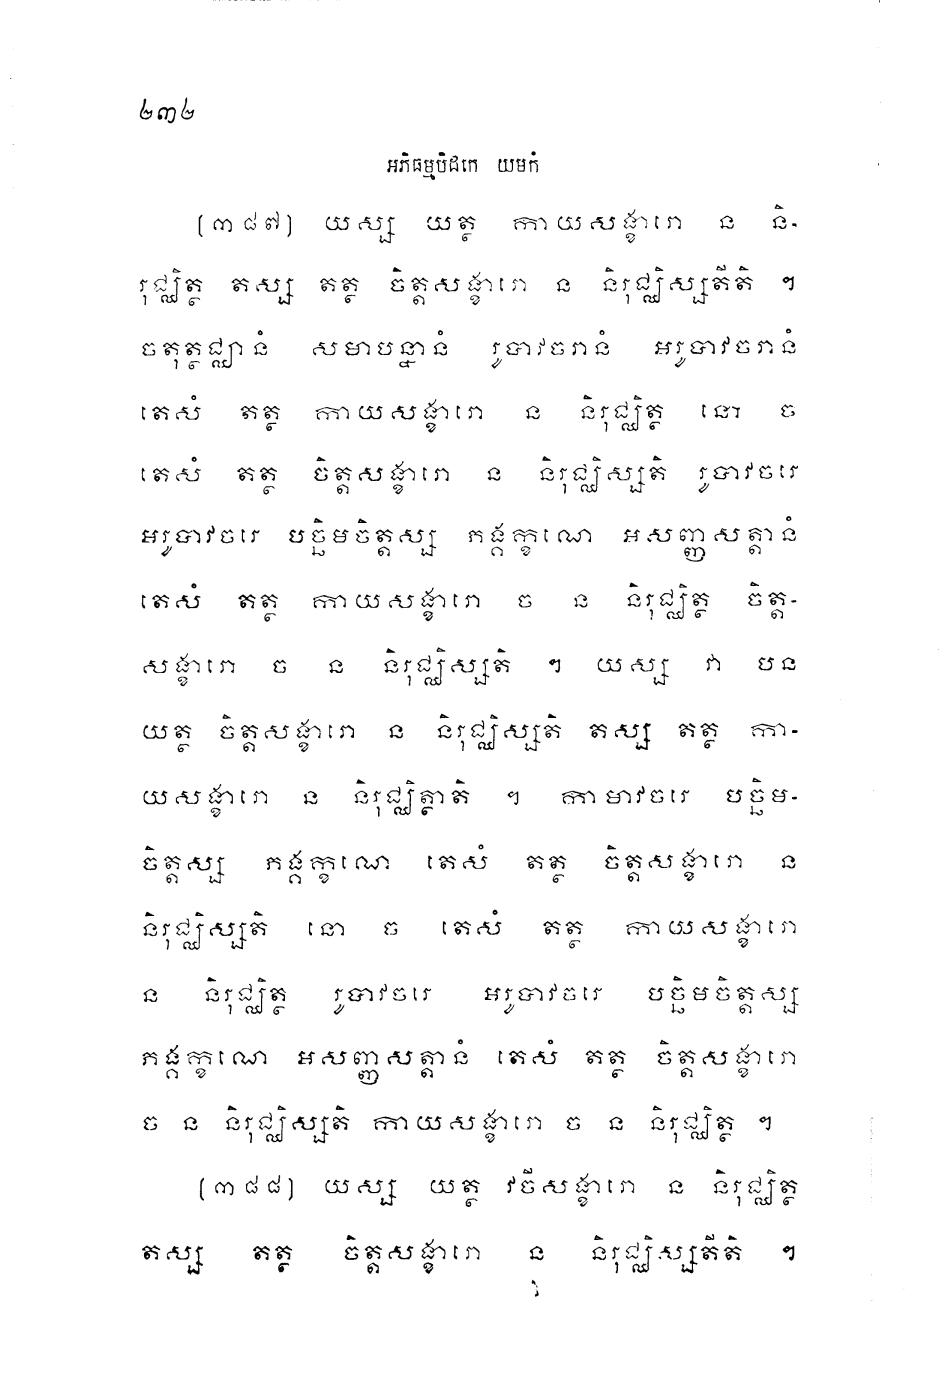 ២៣២
អភិធម្មបិដកេ យមកំ
(៣៨៧) យស្ស យត្ថ កាយសង្ខារោ ន និ-
រុជ្ឈិត្ថ តស្ស តត្ថ ចិត្តសង្ខារោ ន និរុជ្ឈិស្សតីតិ ។
ចតុត្ថជ្ឈានំ សមាបន្នានំ រូបាវចរានំ អរូបាវចរានំ
តេសំ តត្ថ កាយសង្ខារោ ន និរុជ្ឈិត្ថ នោ ច
តេសំ តត្ថ ចិត្តសង្ខារោ ន និរុជ្ឈិស្សតិ រូបាវចរេ
អរូបាវចរេ បច្ឆិមចិត្តស្ស ភង្គក្ខណេ អសញ្ញសត្តានំ
តេសំ តត្ថ កាយសង្ខារោ ច ន និរុជ្ឈិត្ថ ចិត្ត-
សង្ខារោ ច ន និរុជ្ឈិស្សតិ ។ យស្ស វា បន
យត្ថ ចិត្តសង្ខារោ ន និរុជ្ឈិស្សតិ តស្ស តត្ថ កា-
យសង្ខារោ ន និរុជ្ឈិត្ថាតិ ។ កាមាវចរេ បច្ឆិម-
ចិត្តស្ស ភង្គក្ខណេ តេសំ តត្ថ ចិត្តសង្ខារោ ន
និរុជ្ឈិស្សតិ នោ ច តេសំ តត្ថ កាយសង្ខារោ
ន និរុជ្ឈិត្ថ រូបាវចរេ អរូបាវចរេ បច្ឆិមចិត្តស្ស
ភង្គក្ខណេ អសញ្ញសត្តានំ តេសំ តត្ថ ចិត្តសង្ខារោ
ច ន និរុជ្ឈិស្សតិ កាយសង្ខារោ ច ន និរុជ្ឈិត្ថ ។
(៣៨៨) យស្ស យត្ថ វចីសង្ខារោ ន និរុជ្ឈិត្ថ
តស្ស តត្ថ ចិត្តសង្ខារោ ន និរុជ្ឈិស្សតីតិ ។